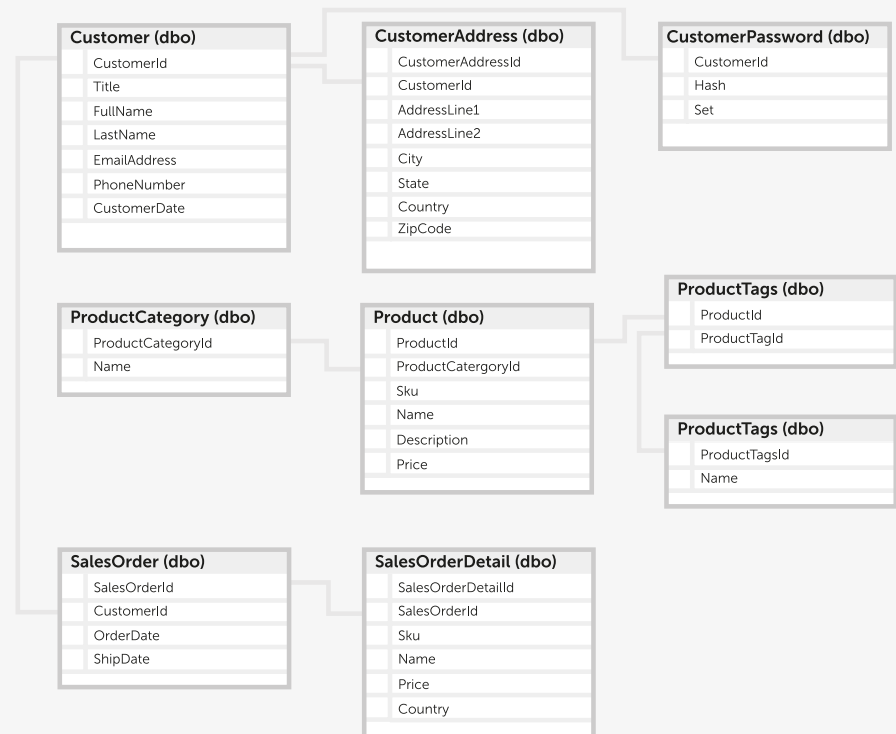 Customer (dbo)
CustomerId
Title
FullName
LastName
EmailAddress
PhoneNumber
CustomerDate
CustomerAddress (dbo)
CustomerAddressId
CustomerId
AddressLine1
AddressLine2
City
State
Country
ZipCode
CustomerPassword (dbo)
CustomerId
Hash
Set
ProductCategory (dbo)
ProductCategoryId
Name
Product (dbo)
ProductId
ProductCatergoryId
Sku
Name
Description
Price
ProductTags (dbo)
ProductId
ProductTagId
ProductTags (dbo)
ProductTagsId
Name
SalesOrder (dbo)
SalesOrderId
CustomerId
OrderDate
ShipDate
SalesOrderDetail (dbo)
SalesOrderDetailId
SalesOrderId
Sku
Name
Price
Country